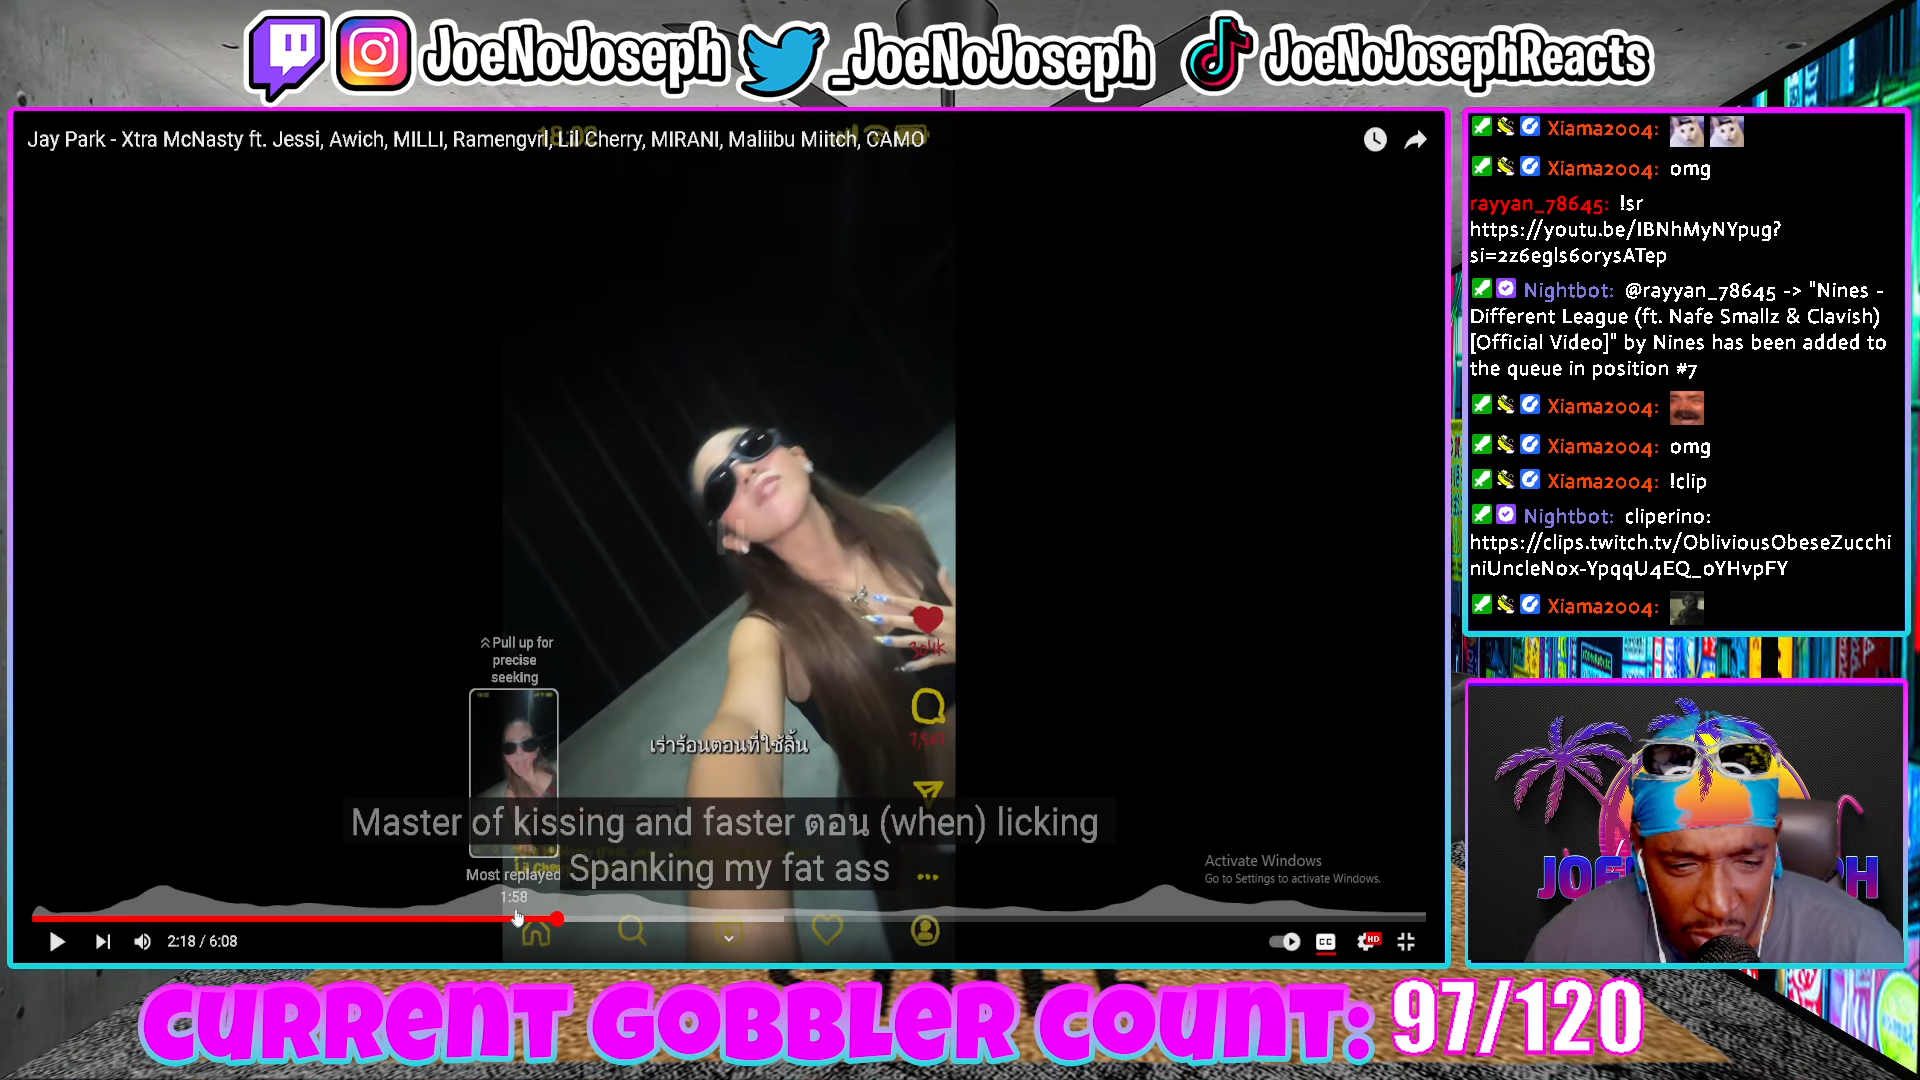 JoeNoJoseph
_JoeNoJoseph
JoeNoJosephReacts
Jay Park - Xtra McNasty ft. Jessi, Awich, MILLI, Ramengvrl, Lil Cherry, MIRANI, Maliibu Miitch, CAMO
Pull up for
precise
seeking
เร่าร้อนตอนที่ใช้ลิ้น
Master of kissing and faster ตอน (when) licking
Spanking my fat ass
Most replayed
1:58
2:18 / 6:08
CC
HD
Activate Windows
Go to Settings to activate Windows.
Xiama2004:
Xiama2004: omg
rayyan_78645: !sr
https://youtu.be/IBNhMyNYpug?
si=2z6egls6orysATep
Nightbot: @rayyan_78645 -> "Nines -
Different League (ft. Nafe Smallz & Clavish)
[Official Video]" by Nines has been added to
the queue in position #7
Xiama2004:
Xiama2004: omg
Xiama2004: !clip
Nightbot: cliperino:
https://clips.twitch.tv/ObliviousObeseZucchi
niUncleNox-YpqqU4EQ_oYHvpFY
Xiama2004:
CURRENT GOBBLER COUNT: 97/120